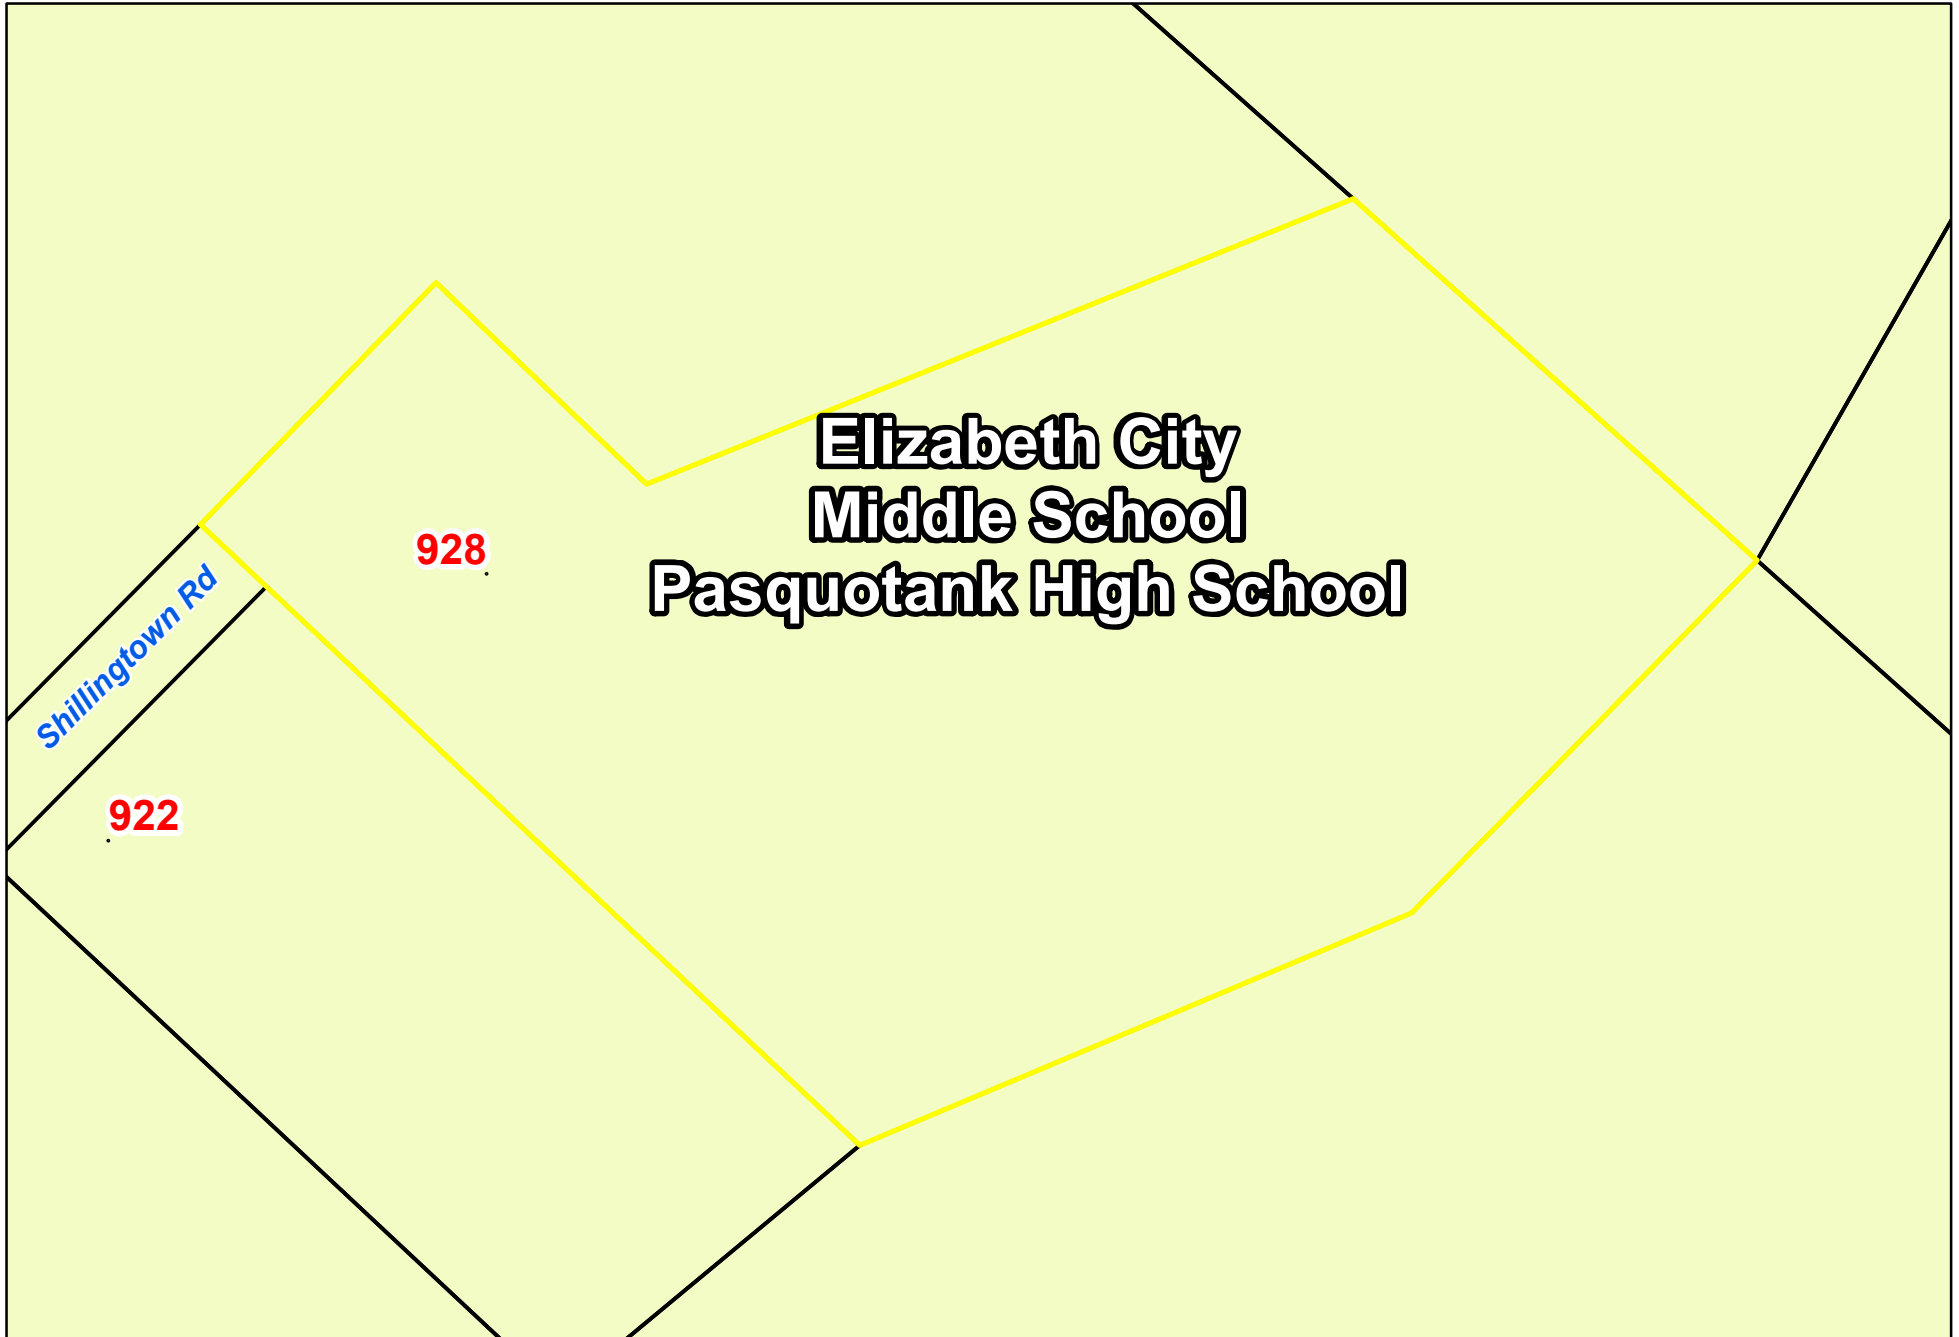 Elizabeth City
Middle School
Pasquotank High School
928
Shillingtown Rd
922